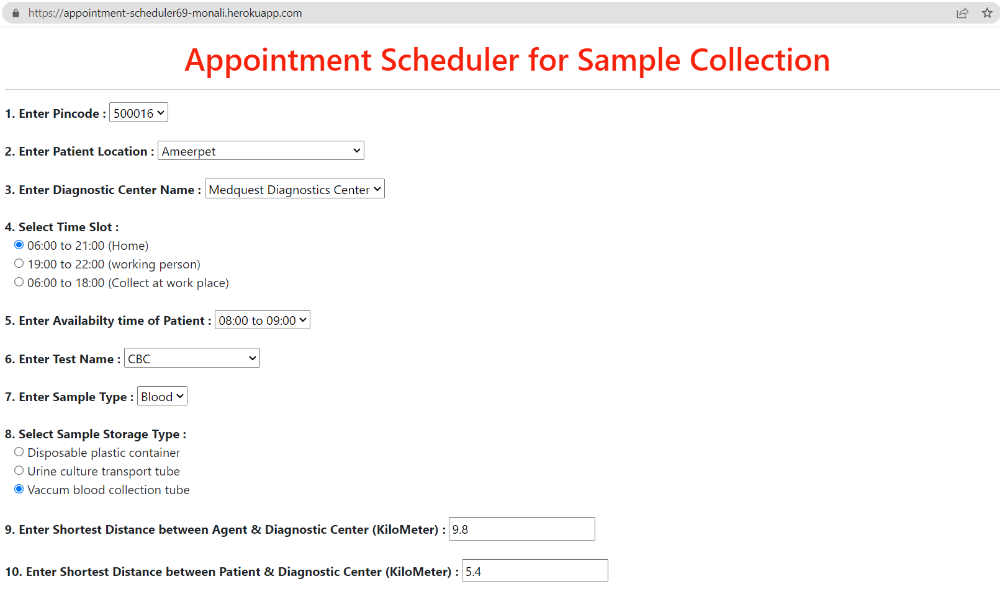 https://appointment-scheduler69-monali.herokuapp.com
Appointment Scheduler for Sample Collection
1. Enter Pincode : 500016
2. Enter Patient Location : Ameerpet
3. Enter Diagnostic Center Name : Medquest Diagnostics Center
4. Select Time Slot :
06:00 to 21:00 (Home)
19:00 to 22:00 (working person)
06:00 to 18:00 (Collect at work place)
5. Enter Availabilty time of Patient : 08:00 to 09:00
6. Enter Test Name : CBC
7. Enter Sample Type : Blood
8. Select Sample Storage Type :
Disposable plastic container
Urine culture transport tube
Vaccum blood collection tube
9. Enter Shortest Distance between Agent & Diagnostic Center (KiloMeter) : 9.8
10. Enter Shortest Distance between Patient & Diagnostic Center (KiloMeter) : 5.4